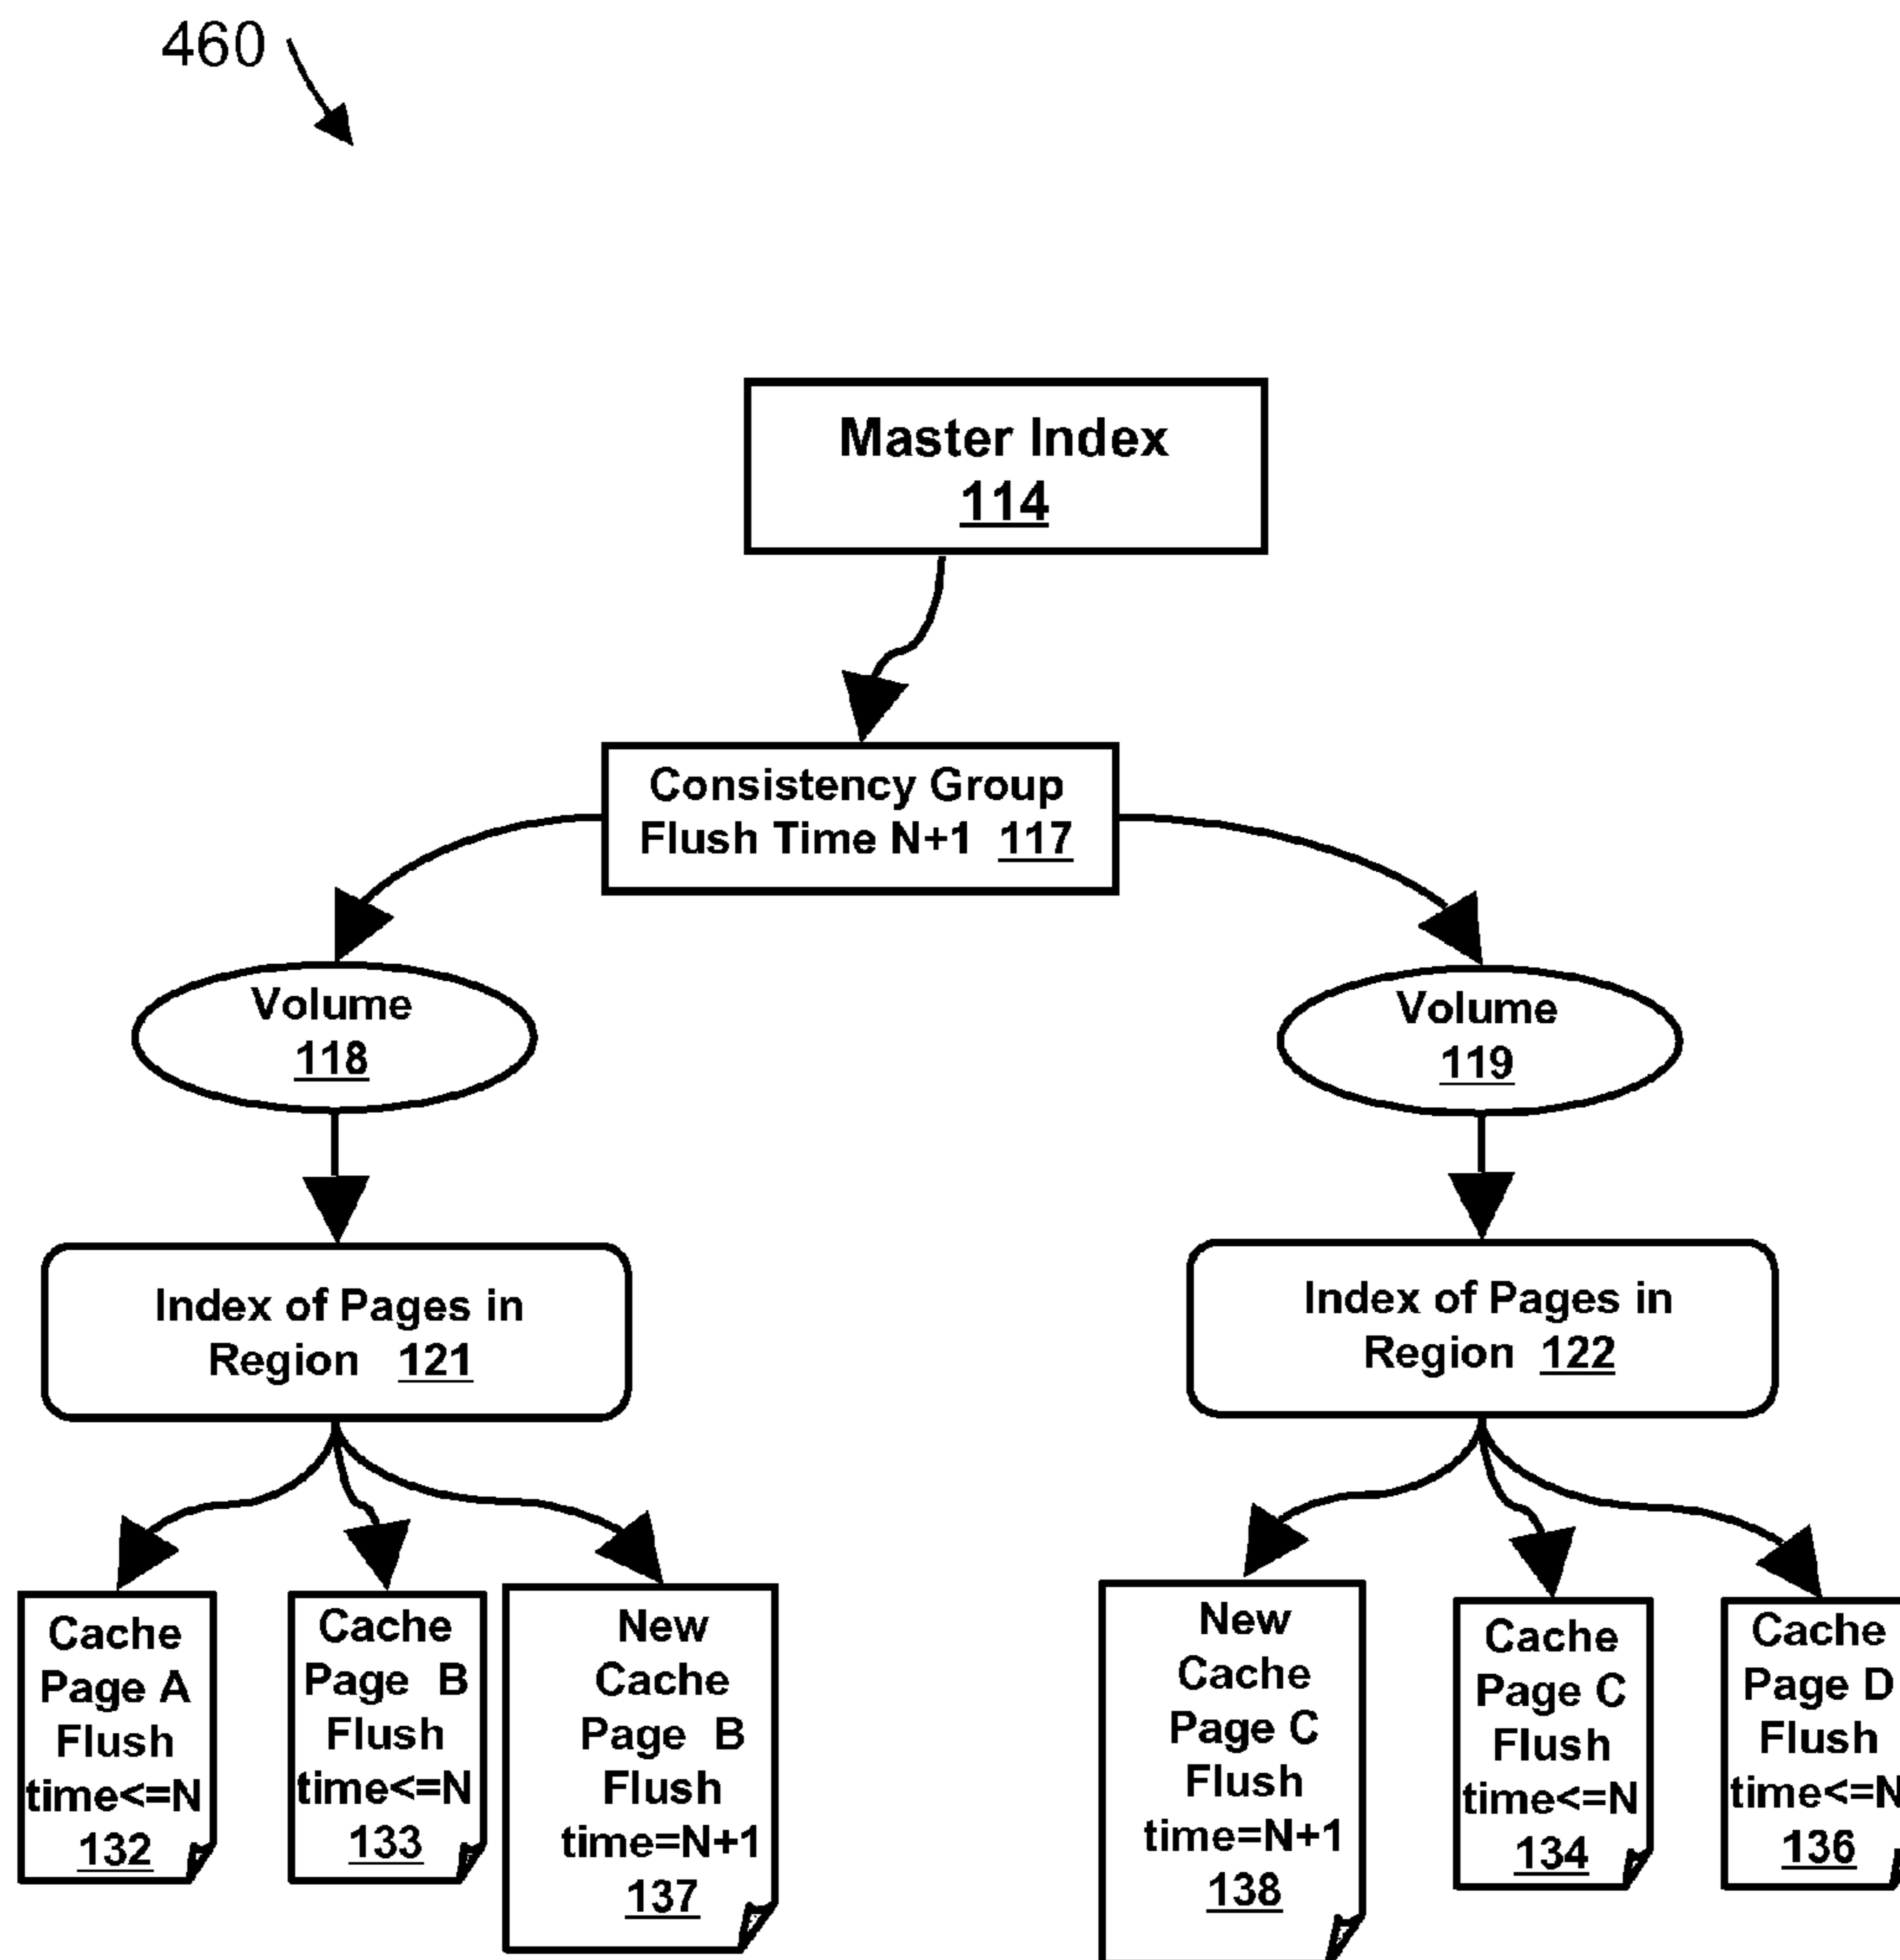 460
Master Index
114
Consistency Group
Flush Time N+1 117
Volume
118
Volume
119
Index of Pages in
Region 121
Index of Pages in
Region 122
Cache
Page A
Flush
time<=N
132
Cache
Page B
Flush
time<=N
133
New
Cache
Page B
Flush
time=N+1
137
New
Cache
Page C
Flush
time=N+1
138
Cache
Page C
Flush
time<=N
134
Cache
Page D
Flush
time<=N
136